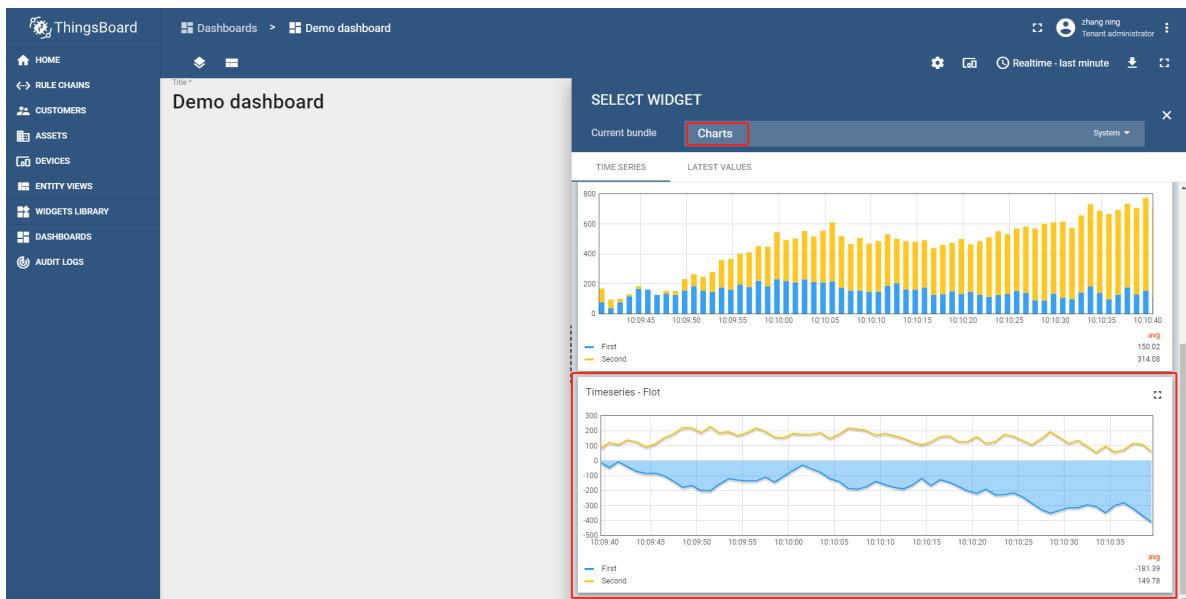 ThingsBoard
Dashboards > Demo dashboard
zhang ning
Tenant administrator
HOME
RULE CHAINS
CUSTOMERS
ASSETS
DEVICES
ENTITY VIEWS
WIDGETS LIBRARY
DASHBOARDS
AUDIT LOGS
Realtime - last minute
Title *
Demo dashboard
SELECT WIDGET
Current bundle
Charts
System
TIME SERIES
LATEST VALUES
800
600
400
200
0
10:09:45 10:09:50 10:09:55 10:10:00 10:10:05 10:10:10 10:10:15 10:10:20 10:10:25 10:10:30 10:10:35 10:10:40
avg
First 150.02
Second 314.08
Timeseries - Flot
300
200
100
0
-100
-200
-300
-400
-500
10:09:40 10:09:45 10:09:50 10:09:55 10:10:00 10:10:05 10:10:10 10:10:15 10:10:20 10:10:25 10:10:30 10:10:35
avg
First -181.39
Second 149.78